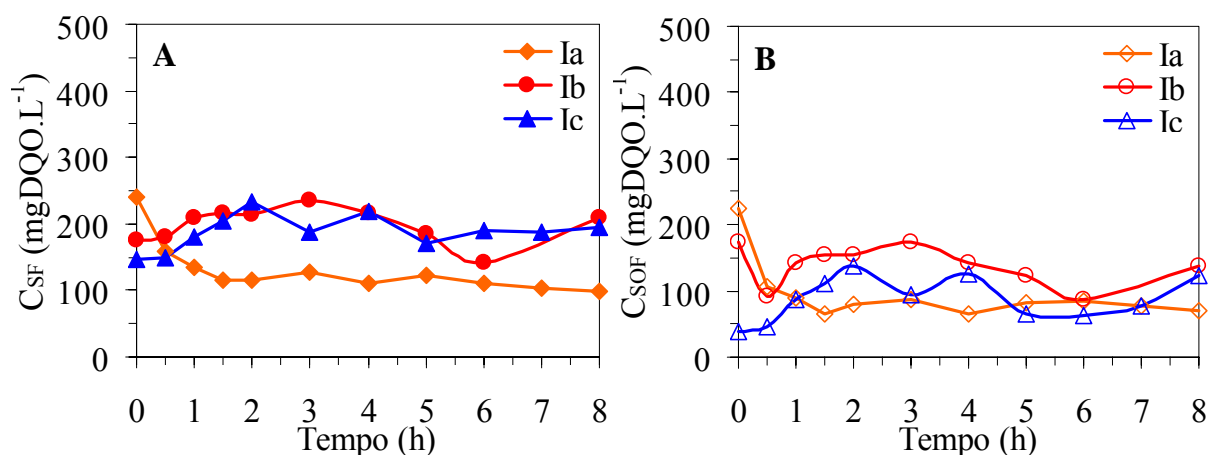 A
Ia
Ib
Ic
500
400
300
200
100
0
C_SF (mgDQO.L⁻¹)
0 1 2 3 4 5 6 7 8
Tempo (h)
B
Ia
Ib
Ic
500
400
300
200
100
0
C_SOF (mgDQO.L⁻¹)
0 1 2 3 4 5 6 7 8
Tempo (h)